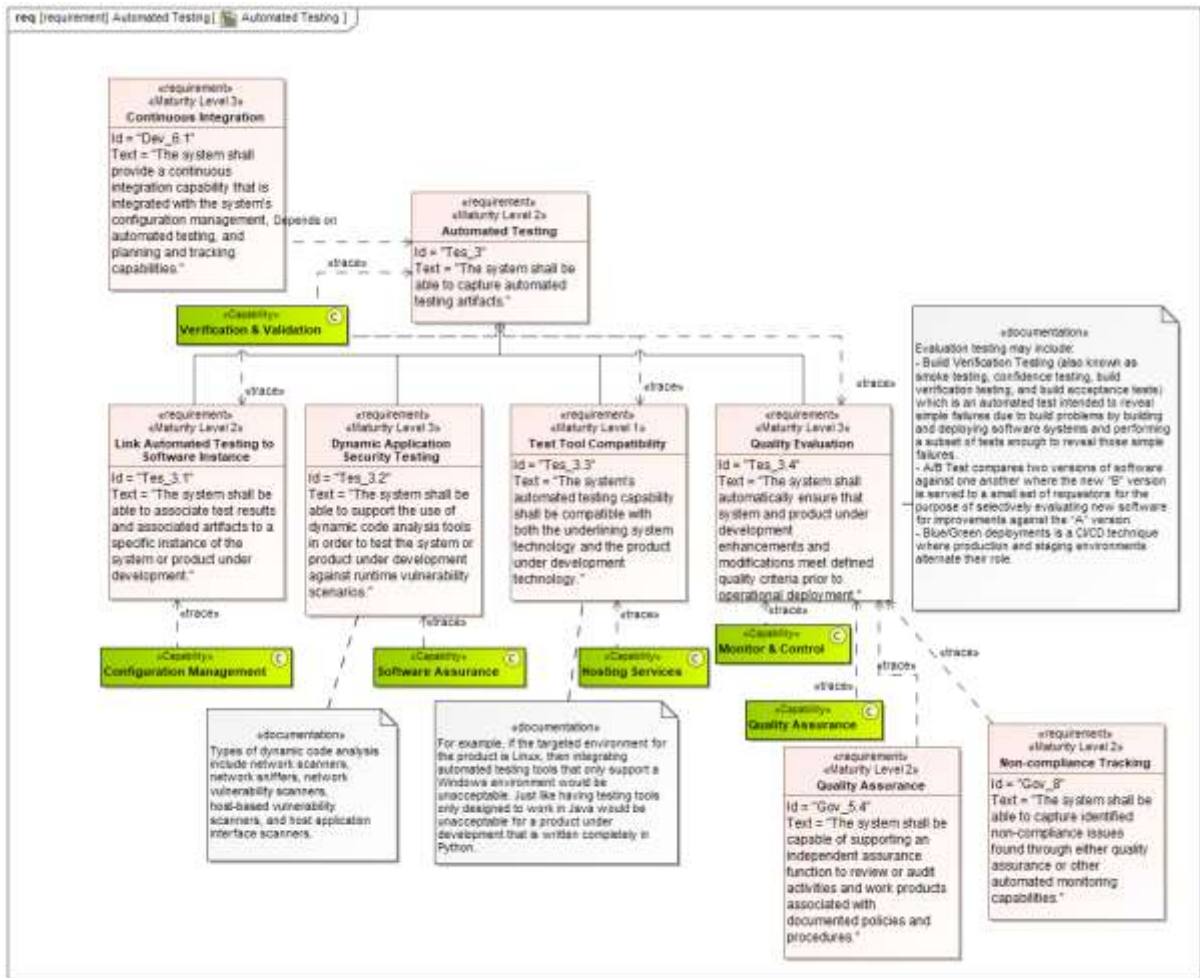 req [requirement] Automated Testing[ Automated Testing ]
«requirement»
«Maturity Level 3»
Continuous Integration
Id = "Dev_6.1"
Text = "The system shall
provide a continuous
integration capability that is
integrated with the system's
configuration management,
automated testing, and
planning and tracking
capabilities."
Depends on
«requirement»
«Maturity Level 2»
Automated Testing
Id = "Tes_3"
Text = "The system shall be
able to capture automated
testing artifacts."
«trace»
«Capability»
C
Verification & Validation
«trace»
«trace»
«trace»
«documentation»
Evaluation testing may include:
- Build Verification Testing (also known as
smoke testing, confidence testing, build
verification testing, and build acceptance tests)
which is an automated test intended to reveal
simple failures due to build problems by building
and deploying software systems and performing
a subset of tests enough to reveal those simple
failures.
- A/B Test compares two versions of software
against one another where the new "B" version
is served to a small set of requestors for the
purpose of selectively evaluating new software
for improvements against the "A" version
- Blue/Green deployments is a CI/CD technique
where production and staging environments
alternate their role.
«requirement»
«Maturity Level 2»
Link Automated Testing to
Software Instance
Id = "Tes_3.1"
Text = "The system shall be
able to associate test results
and associated artifacts to a
specific instance of the
system or product under
development."
«requirement»
«Maturity Level 3»
Dynamic Application
Security Testing
Id = "Tes_3.2"
Text = "The system shall be
able to support the use of
dynamic code analysis tools
in order to test the system or
product under development
against runtime vulnerability
scenarios."
«requirement»
«Maturity Level 1»
Test Tool Compatibility
Id = "Tes_3.3"
Text = "The system's
automated testing capability
shall be compatible with
both the underlining system
technology and the product
under development
technology."
«requirement»
«Maturity Level 3»
Quality Evaluation
Id = "Tes_3.4"
Text = "The system shall
automatically ensure that
system and product under
development
enhancements and
modifications meet defined
quality criteria prior to
operational deployment."
«trace»
«trace»
«trace»
«trace»
«Capability»
C
Configuration Management
«Capability»
C
Software Assurance
«Capability»
C
Hosting Services
«Capability»
C
Monitor & Control
«trace»
«trace»
«trace»
«Capability»
C
Quality Assurance
«documentation»
Types of dynamic code analysis
include network scanners,
network sniffers, network
vulnerability scanners,
host-based vulnerability
scanners, and host application
interface scanners.
«documentation»
For example, if the targeted environment for
the product is Linux, then integrating
automated testing tools that only support a
Windows environment would be
unacceptable. Just like having testing tools
only designed to work in Java would be
unacceptable for a product under
development that is written completely in
Python.
«requirement»
«Maturity Level 2»
Quality Assurance
Id = "Gov_5.4"
Text = "The system shall be
capable of supporting an
independent assurance
function to review or audit
activities and work products
associated with
documented policies and
procedures."
«requirement»
«Maturity Level 2»
Non-compliance Tracking
Id = "Gov_8"
Text = "The system shall be
able to capture identified
non-compliance issues
found through either quality
assurance or other
automated monitoring
capabilities."